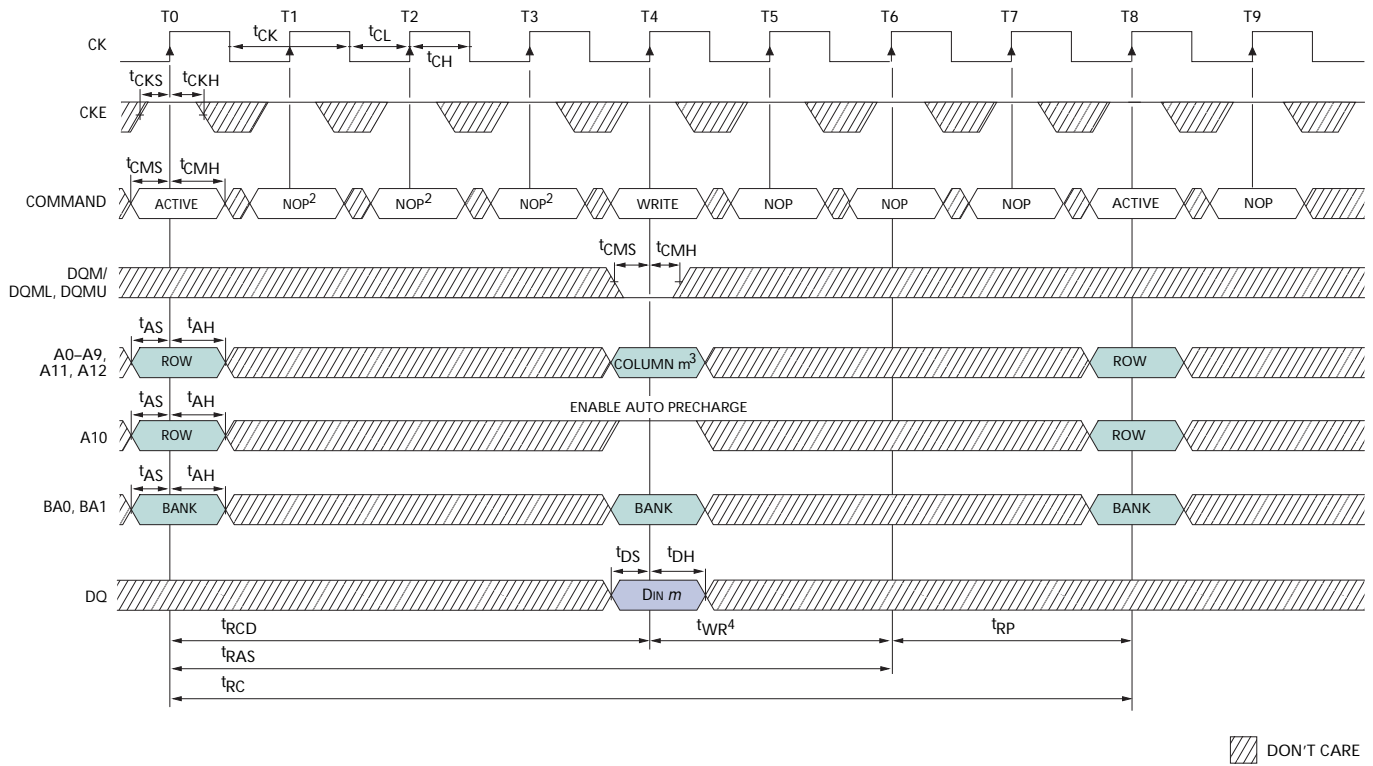 T0 T1 T2 T3 T4 T5 T6 T7 T8 T9
CK
tCK tCL
tCH
tCKS tCKH
CKE
tCMS tCMH
COMMAND ACTIVE NOP2 NOP2 NOP2 WRITE NOP NOP NOP ACTIVE NOP
tCMS tCMH
DQM/
DQML, DQMU
tAS tAH
A0–A9,
A11, A12
ROW COLUMN m3 ROW
tAS tAH
ENABLE AUTO PRECHARGE
A10 ROW ROW
tAS tAH
BA0, BA1 BANK BANK BANK
tDS tDH
DQ DIN m
tRCD tWR4 tRP
tRAS
tRC
DON'T CARE